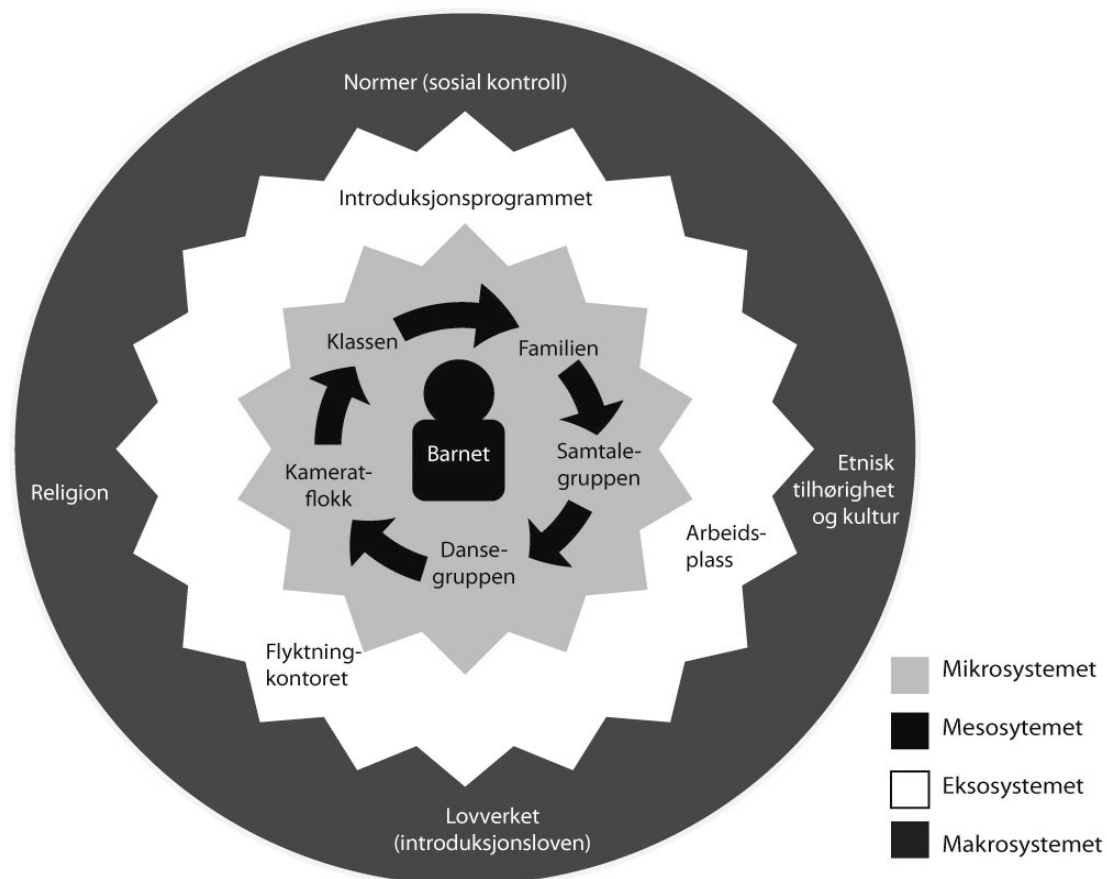 Normer (sosial kontroll)
Introduksjonsprogrammet
Klassen
Familien
Barnet
Samtale-
gruppen
Kamerat-
flokk
Danse-
gruppen
Religion
Etnisk
tilhørighet
og kultur
Arbeids-
plass
Flyktning-
kontoret
Lovverket
(introduksjonsloven)
Mikrosystemet
Mesosytemet
Eksosystemet
Makrosystemet